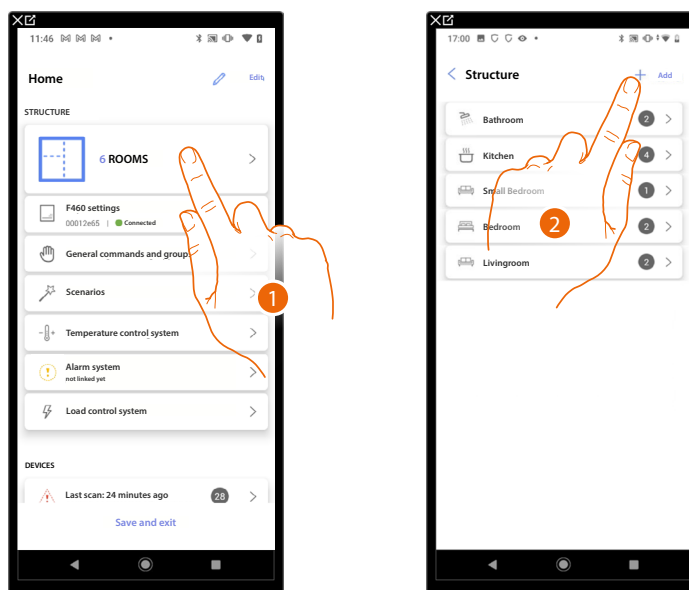 11:46
Home
Edit
STRUCTURE
6 ROOMS
F460 settings
00012e65 | Connected
General commands and group
Scenarios
1
Temperature control system
Alarm system
not linked yet
Load control system
DEVICES
Last scan: 24 minutes ago 28
Save and exit
17:00
Structure
Add
Bathroom 2
Kitchen 4
Small Bedroom 1
Bedroom 2
2
Livingroom 2